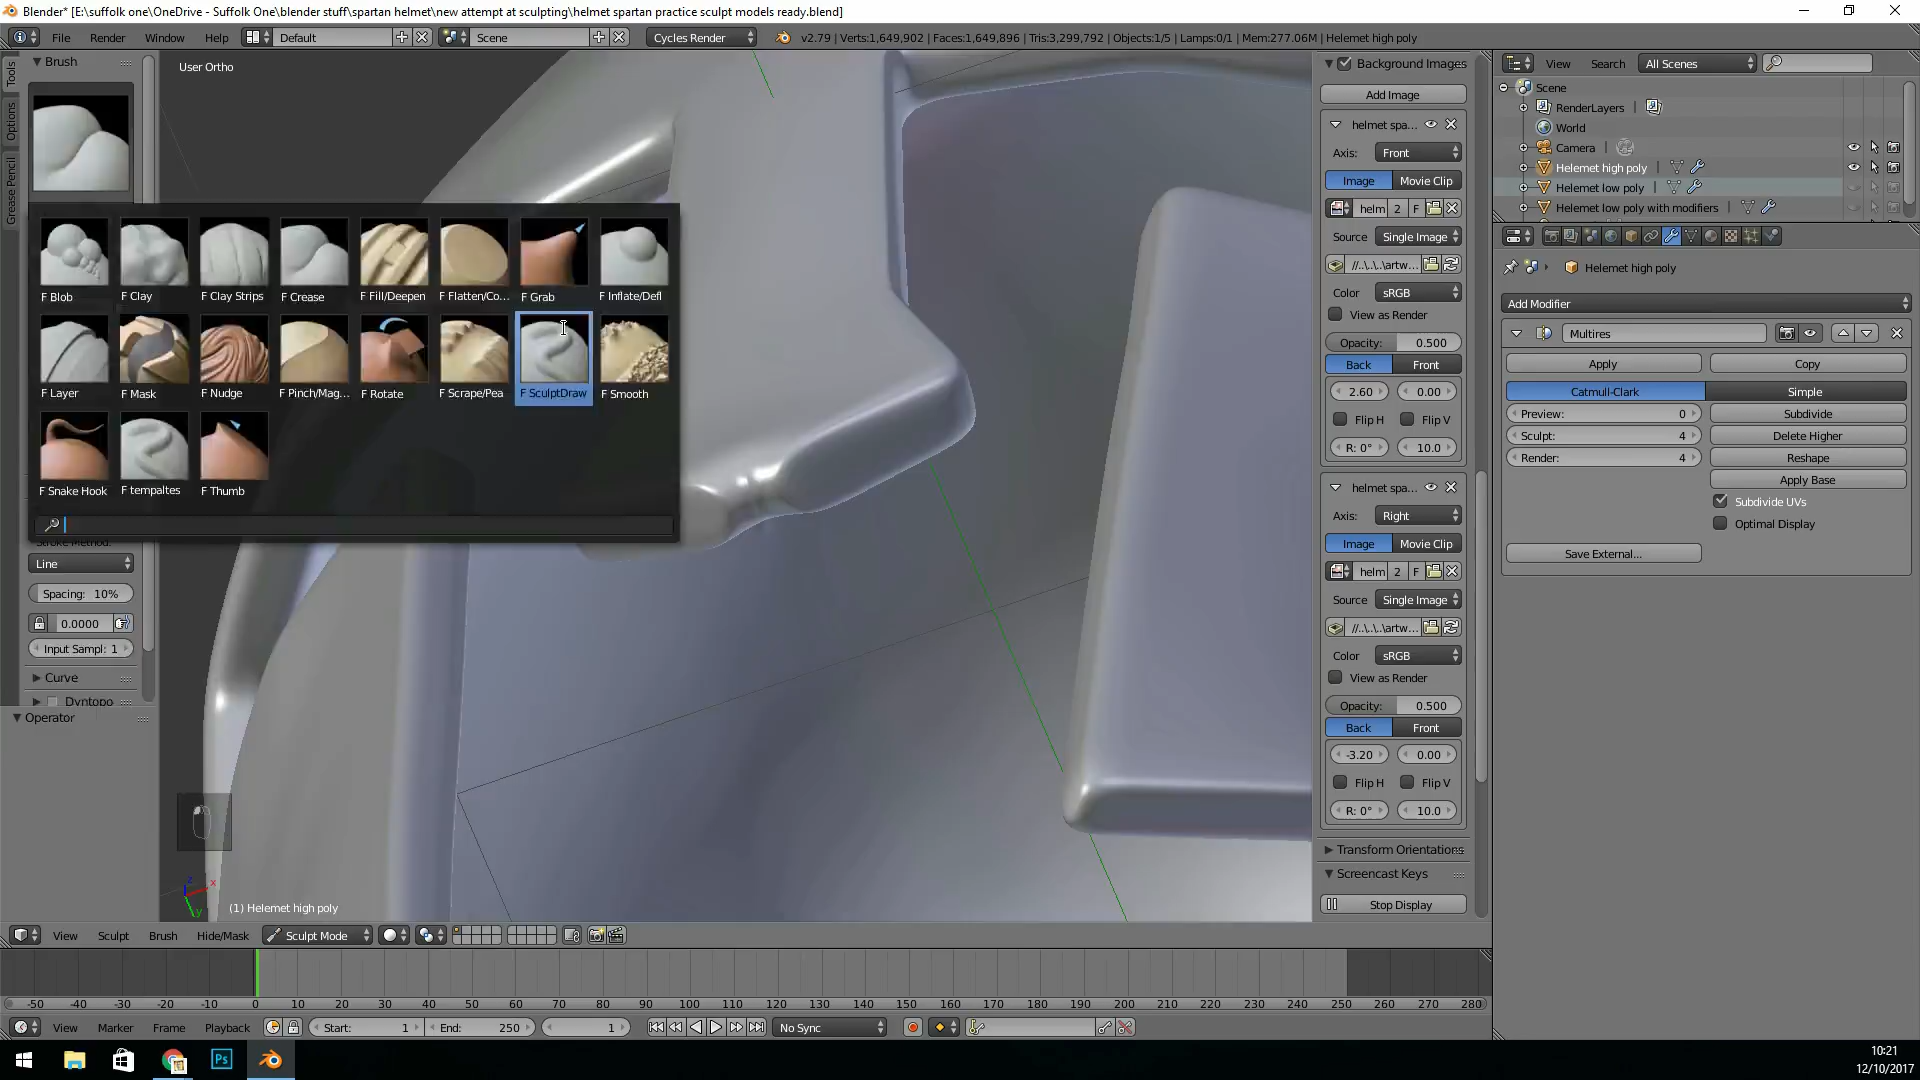 Blender* [E:\suffolk one\OneDrive - Suffolk One\blender stuff\spartan helmet\new attempt at sculpting\helmet spartan practice sculpt models ready.blend]
File Render Window Help Default Scene Cycles Render v2.79 | Verts:1,649,902 | Faces:1,649,896 | Tris:3,299,792 | Objects:1/5 | Lamps:0/1 | Mem:277.06M | Helemet high poly
Tools
Options
Grease Pencil
Brush
User Ortho
F Blob F Clay F Clay Strips F Crease F Fill/Deepen F Flatten/Co... F Grab F Inflate/Defl
F Layer F Mask F Nudge F Pinch/Mag... F Rotate F Scrape/Pea F SculptDraw F Smooth
F Snake Hook F tempaltes F Thumb
Line
Spacing: 10%
0.0000
Input Sampl: 1
Curve
Dyntopo
Operator
(1) Helemet high poly
Background Images
Add Image
helmet spa...
Axis: Front
Image Movie Clip
helm 2 F
Source Single Image
//..\..\..\artw...
Color sRGB
View as Render
Opacity: 0.500
Back Front
2.60 0.00
Flip H Flip V
R: 0° 10.0
helmet spa...
Axis: Right
Image Movie Clip
helm 2 F
Source Single Image
//..\..\..\artw...
Color sRGB
View as Render
Opacity: 0.500
Back Front
-3.20 0.00
Flip H Flip V
R: 0° 10.0
Transform Orientations
Screencast Keys
Stop Display
View Search All Scenes
Scene
RenderLayers
World
Camera
Helemet high poly
Helemet low poly
Helemet low poly with modifiers
Helemet high poly
Add Modifier
Multires
Apply Copy
Catmull-Clark Simple
Preview: 0 Subdivide
Sculpt: 4 Delete Higher
Render: 4 Reshape
Apply Base
Subdivide UVs
Optimal Display
Save External...
View Sculpt Brush Hide/Mask Sculpt Mode
-50 -40 -30 -20 -10 0 10 20 30 40 50 60 70 80 90 100 110 120 130 140 150 160 170 180 190 200 210 220 230 240 250 260 270 280
View Marker Frame Playback Start: 1 End: 250 1 No Sync
Ps
10:21
12/10/2017
z
x
y